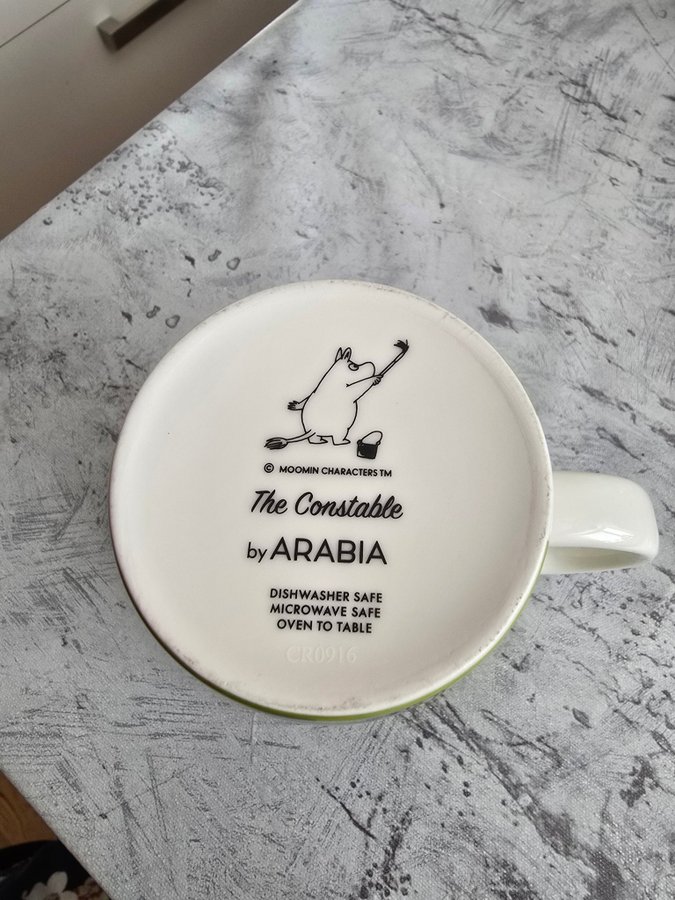 © MOOMIN CHARACTERS TM
The Constable
by ARABIA
DISHWASHER SAFE
MICROWAVE SAFE
OVEN TO TABLE
CR0916